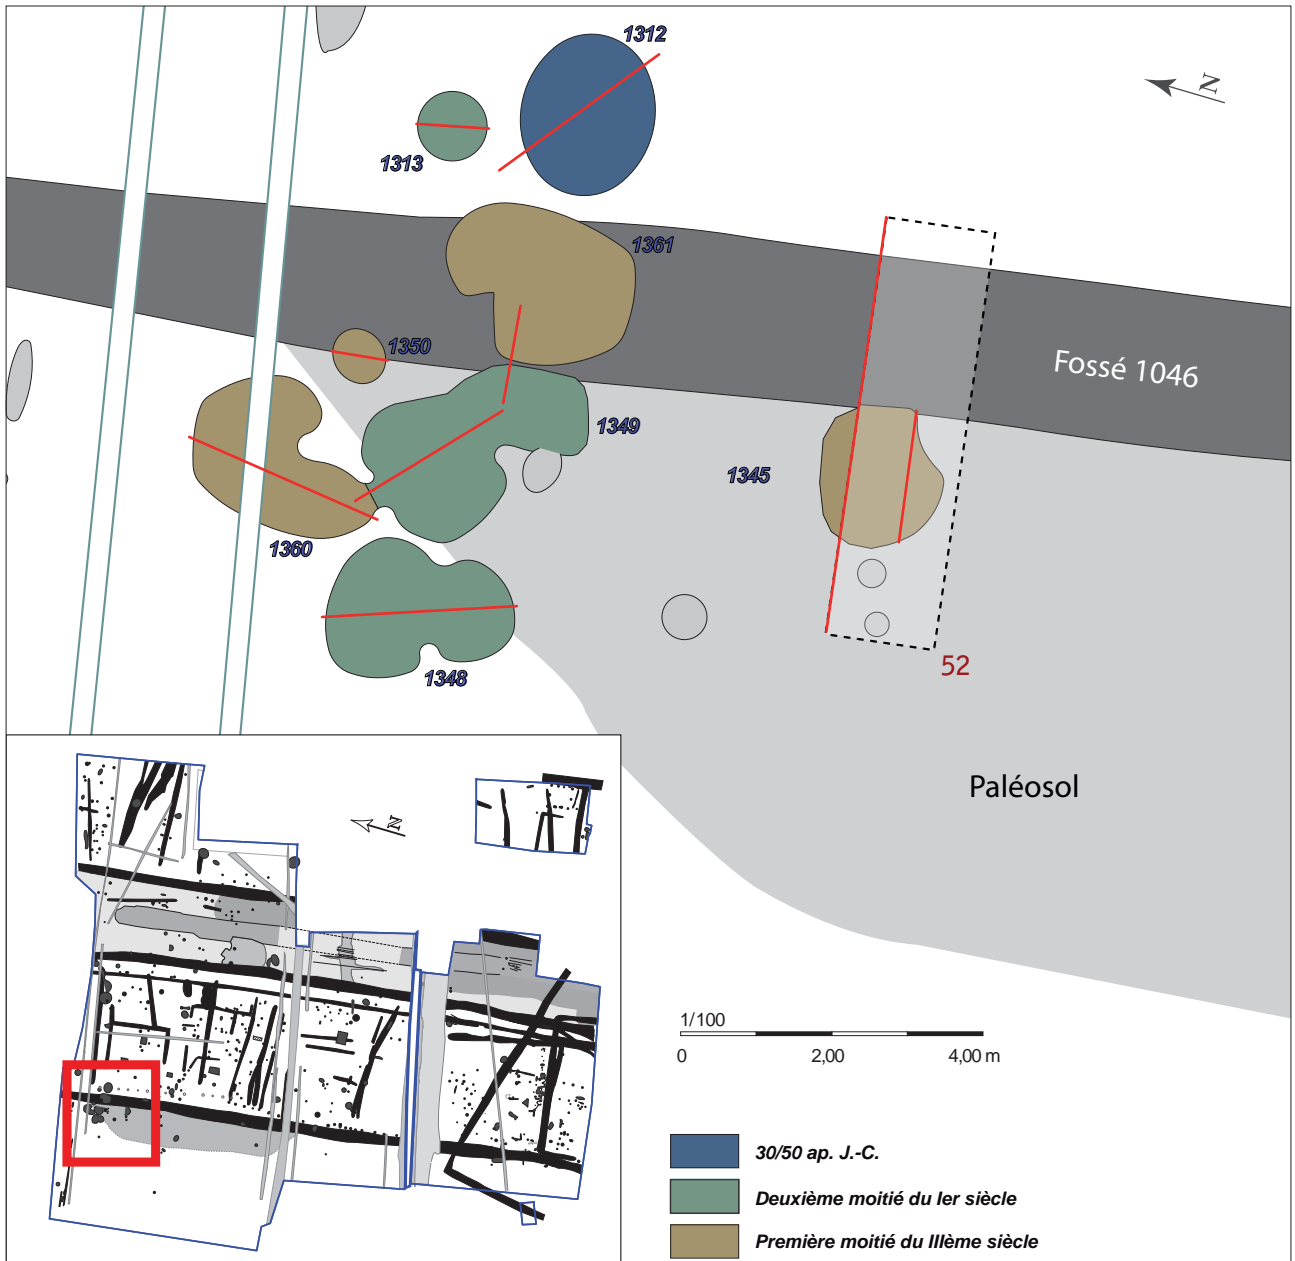 1312
N
1313
1361
1350
Fossé 1046
1349
1345
1360
52
1348
Paléosol
N
1/100
0 2,00 4,00 m
30/50 ap. J.-C.
Deuxième moitié du Ier siècle
Première moitié du IIIème siècle